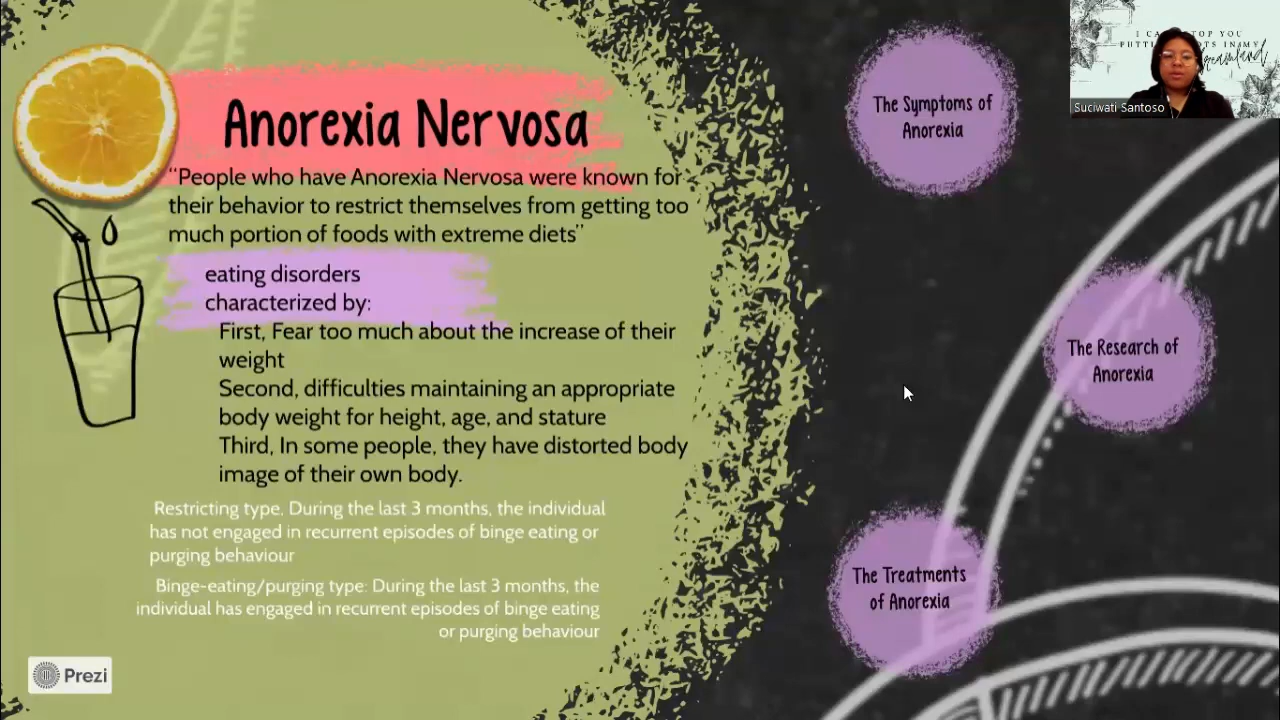 Anorexia Nervosa
“People who have Anorexia Nervosa were known for
their behavior to restrict themselves from getting too
much portion of foods with extreme diets”
eating disorders
characterized by:
First, Fear too much about the increase of their
weight
Second, difficulties maintaining an appropriate
body weight for height, age, and stature
Third, In some people, they have distorted body
image of their own body.
Restricting type. During the last 3 months, the individual
has not engaged in recurrent episodes of binge eating or
purging behaviour
Binge-eating/purging type: During the last 3 months, the
individual has engaged in recurrent episodes of binge eating
or purging behaviour
Prezi
The Symptoms of
Anorexia
The Research of
Anorexia
The Treatments
of Anorexia
I CA TOP YOU
IN MY
Suciwati Santoso